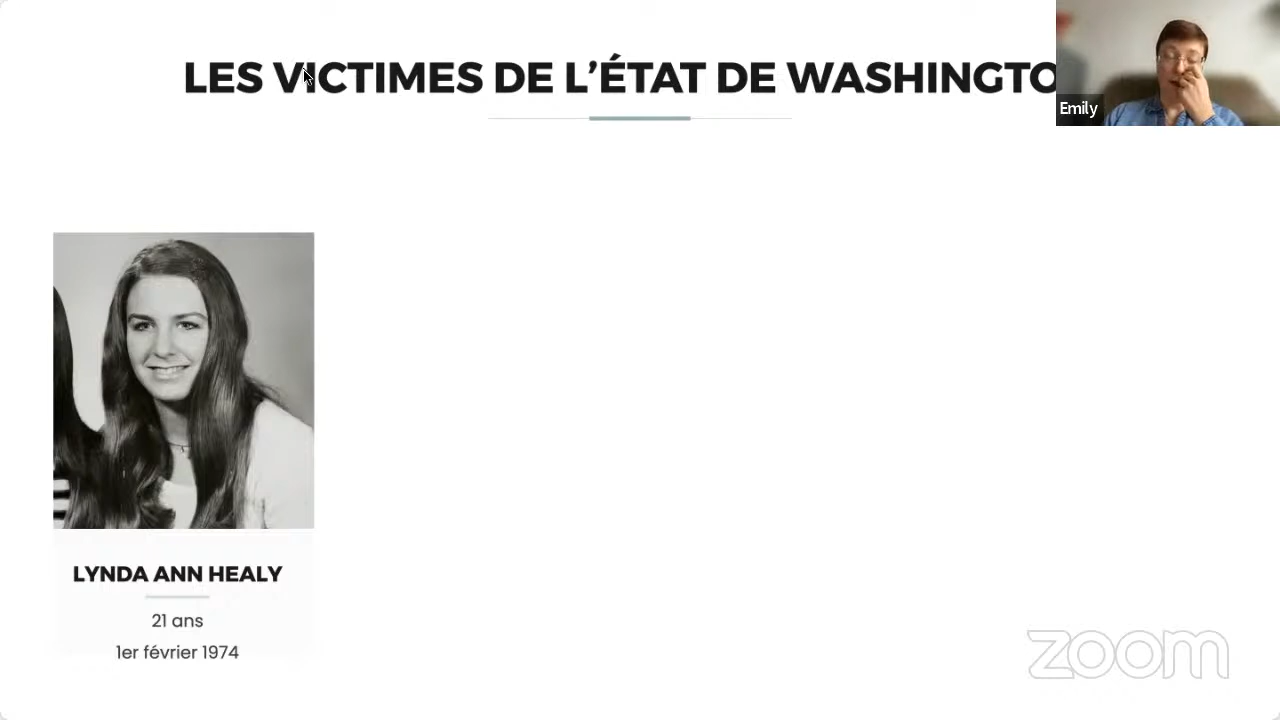 LES VICTIMES DE L’ÉTAT DE WASHINGTO
Emily
LYNDA ANN HEALY
21 ans
1er février 1974
zoom